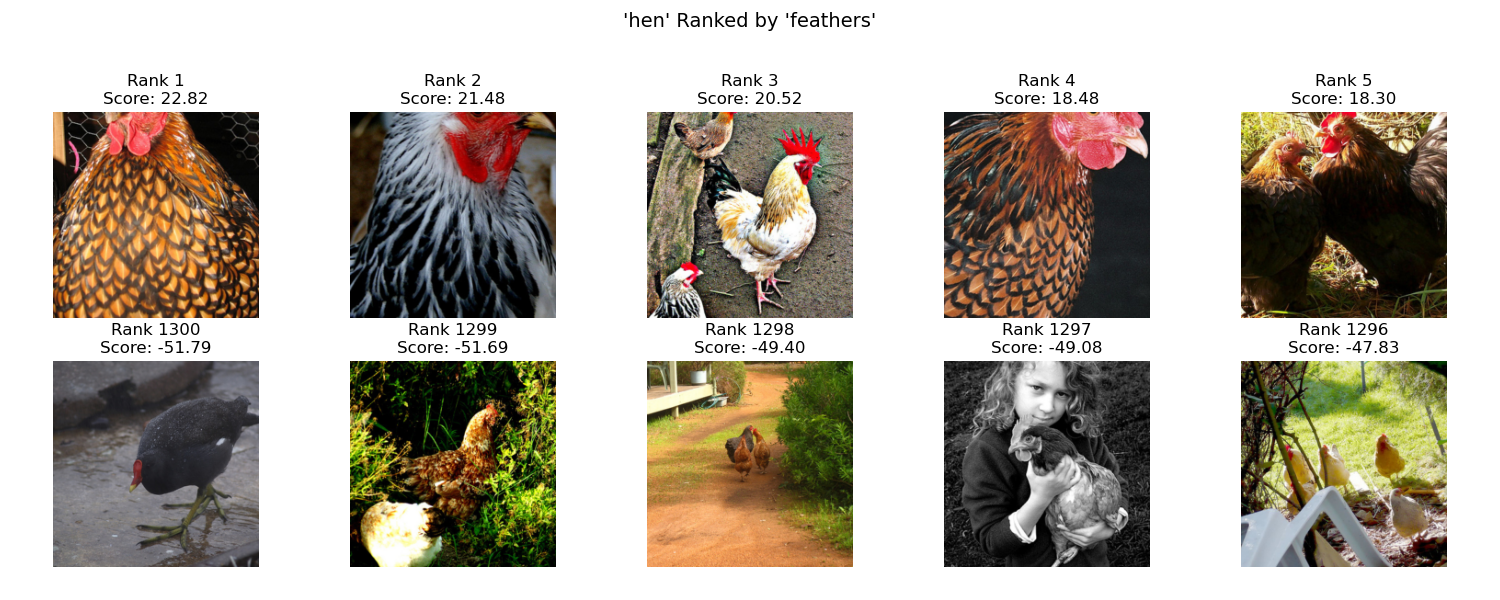 'hen' Ranked by 'feathers'
Rank 1
Score: 22.82
Rank 2
Score: 21.48
Rank 3
Score: 20.52
Rank 4
Score: 18.48
Rank 5
Score: 18.30
Rank 1300
Score: -51.79
Rank 1299
Score: -51.69
Rank 1298
Score: -49.40
Rank 1297
Score: -49.08
Rank 1296
Score: -47.83